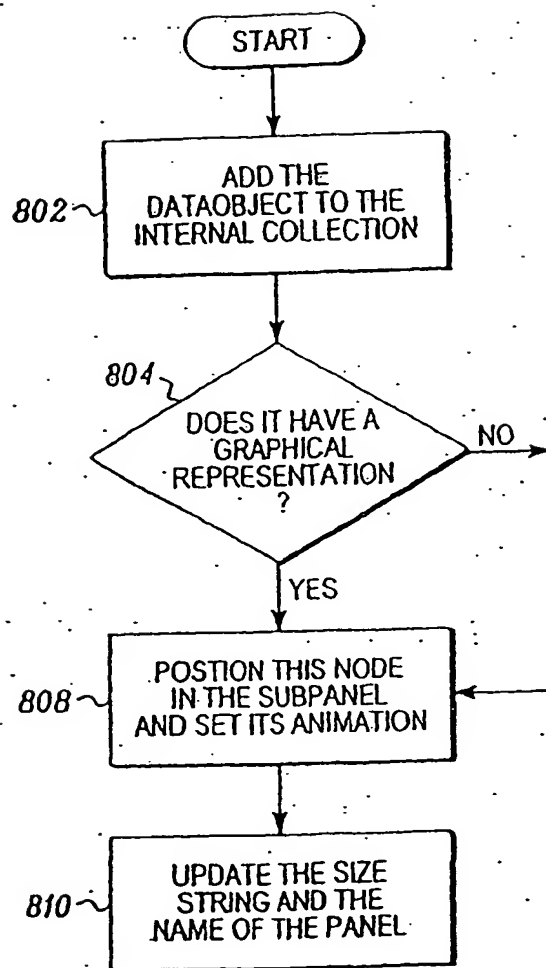 START
802
ADD THE
DATAOBJECT TO THE
INTERNAL COLLECTION
804
DOES IT HAVE A
GRAPHICAL
REPRESENTATION
?
NO
YES
808
POSTION THIS NODE
IN THE SUBPANEL
AND SET ITS ANIMATION
810
UPDATE THE SIZE
STRING AND THE
NAME OF THE PANEL